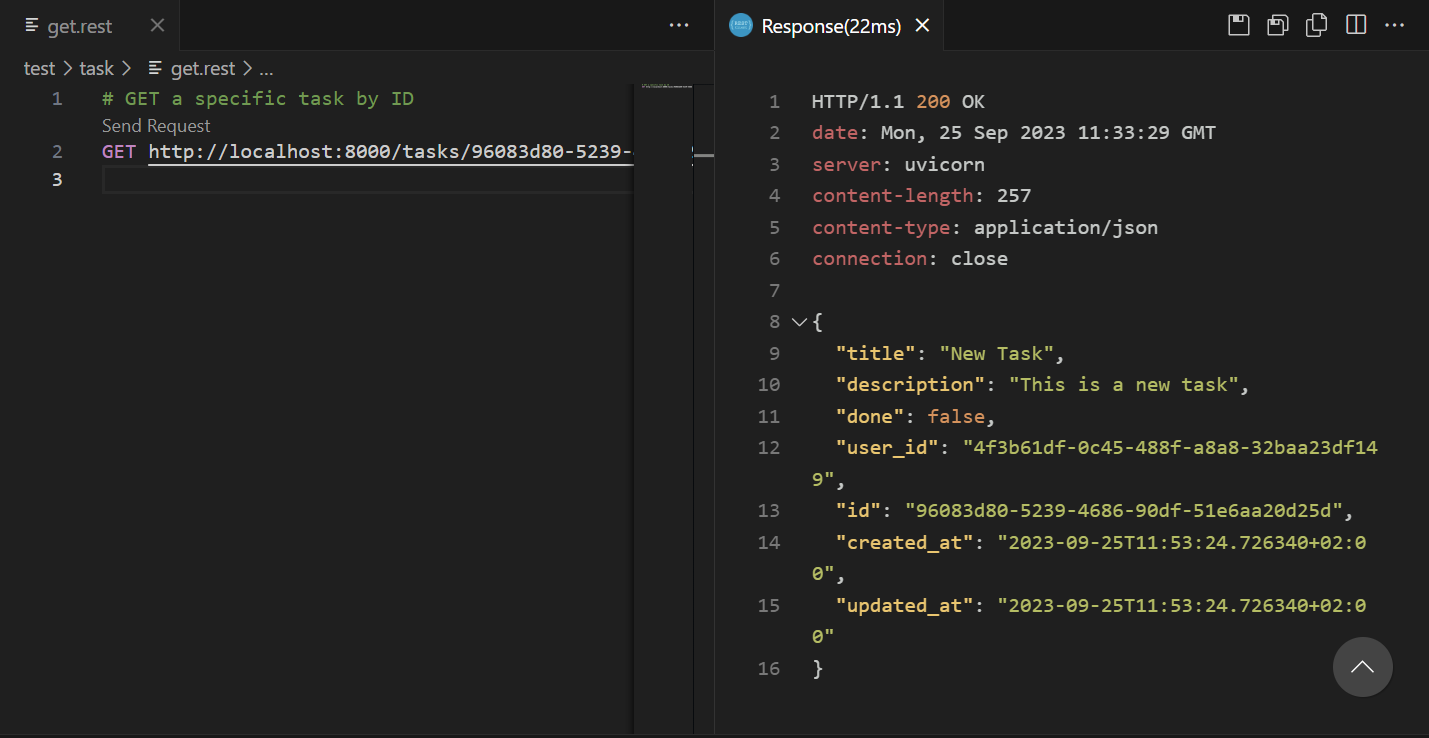 get.rest
test > task > get.rest > ...
1 # GET a specific task by ID
Send Request
2 GET http://localhost:8000/tasks/96083d80-5239-
3
Response(22ms)
1 HTTP/1.1 200 OK
2 date: Mon, 25 Sep 2023 11:33:29 GMT
3 server: uvicorn
4 content-length: 257
5 content-type: application/json
6 connection: close
7
8 {
9 "title": "New Task",
10 "description": "This is a new task",
11 "done": false,
12 "user_id": "4f3b61df-0c45-488f-a8a8-32baa23df14
9",
13 "id": "96083d80-5239-4686-90df-51e6aa20d25d",
14 "created_at": "2023-09-25T11:53:24.726340+02:0
0",
15 "updated_at": "2023-09-25T11:53:24.726340+02:0
0"
16 }